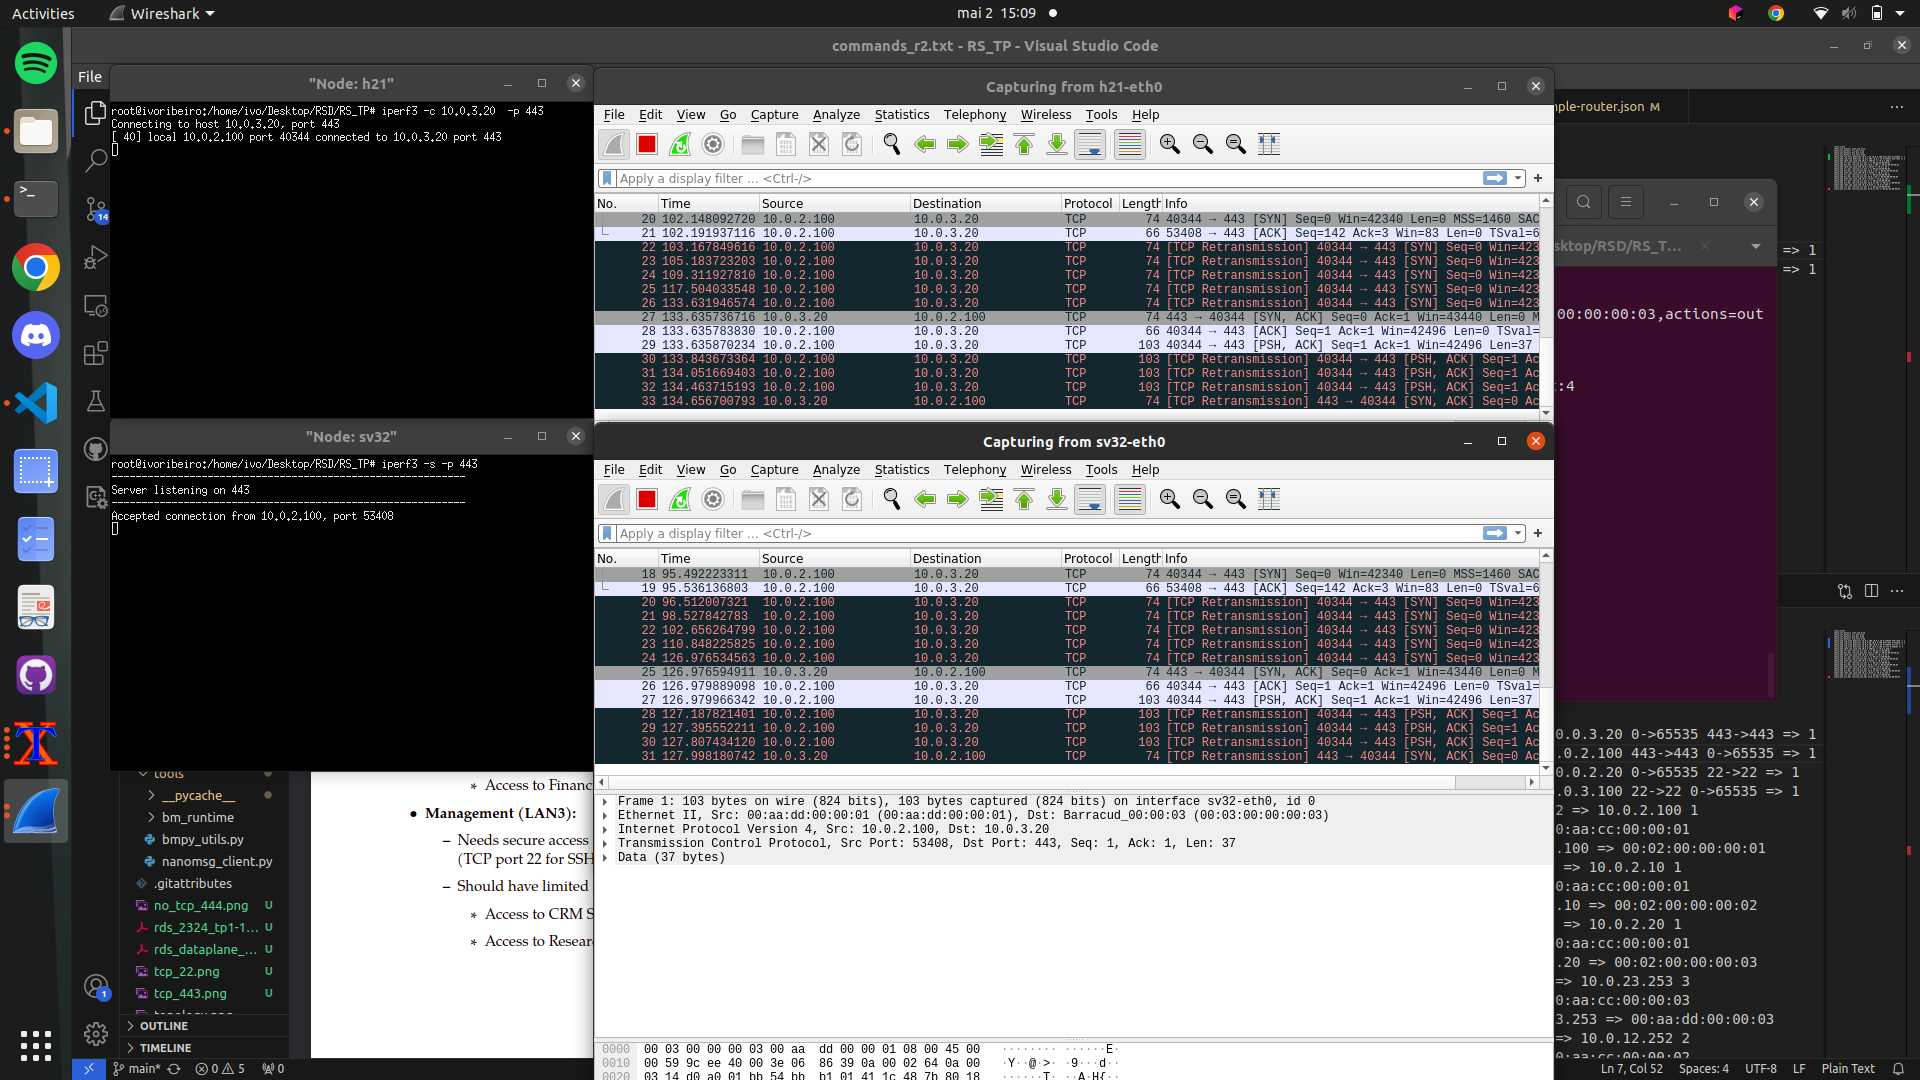 Activities
Wireshark
mai 2 15:09
commands_r2.txt - RS_TP - Visual Studio Code
File
"Node: h21"
root@ivoribeiro:/home/ivo/Desktop/RSD/RS_TP# iperf3 -c 10.0.3.20 -p 443
Connecting to host 10.0.3.20, port 443
[ 40] local 10.0.2.100 port 40344 connected to 10.0.3.20 port 443
"Node: sv32"
root@ivoribeiro:/home/ivo/Desktop/RSD/RS_TP# iperf3 -s -p 443
-----------------------------------------------------------
Server listening on 443
-----------------------------------------------------------
Accepted connection from 10.0.2.100, port 53408
Capturing from h21-eth0
File Edit View Go Capture Analyze Statistics Telephony Wireless Tools Help
Apply a display filter ... <Ctrl-/>
No. Time Source Destination Protocol Length Info
20 102.148092720 10.0.2.100 10.0.3.20 TCP 74 40344 → 443 [SYN] Seq=0 Win=42340 Len=0 MSS=1460 SAC
21 102.191937116 10.0.2.100 10.0.3.20 TCP 66 53408 → 443 [ACK] Seq=142 Ack=3 Win=83 Len=0 TSval=6
22 103.167849616 10.0.2.100 10.0.3.20 TCP 74 [TCP Retransmission] 40344 → 443 [SYN] Seq=0 Win=423
23 105.183723203 10.0.2.100 10.0.3.20 TCP 74 [TCP Retransmission] 40344 → 443 [SYN] Seq=0 Win=423
24 109.311927810 10.0.2.100 10.0.3.20 TCP 74 [TCP Retransmission] 40344 → 443 [SYN] Seq=0 Win=423
25 117.504033548 10.0.2.100 10.0.3.20 TCP 74 [TCP Retransmission] 40344 → 443 [SYN] Seq=0 Win=423
26 133.631946574 10.0.2.100 10.0.3.20 TCP 74 [TCP Retransmission] 40344 → 443 [SYN] Seq=0 Win=423
27 133.635736716 10.0.3.20 10.0.2.100 TCP 74 443 → 40344 [SYN, ACK] Seq=0 Ack=1 Win=43440 Len=0 M
28 133.635783830 10.0.2.100 10.0.3.20 TCP 66 40344 → 443 [ACK] Seq=1 Ack=1 Win=42496 Len=0 TSval=
29 133.635870234 10.0.2.100 10.0.3.20 TCP 103 40344 → 443 [PSH, ACK] Seq=1 Ack=1 Win=42496 Len=37
30 133.843673364 10.0.2.100 10.0.3.20 TCP 103 [TCP Retransmission] 40344 → 443 [PSH, ACK] Seq=1 Ac
31 134.051669403 10.0.2.100 10.0.3.20 TCP 103 [TCP Retransmission] 40344 → 443 [PSH, ACK] Seq=1 Ac
32 134.463715193 10.0.2.100 10.0.3.20 TCP 103 [TCP Retransmission] 40344 → 443 [PSH, ACK] Seq=1 Ac
33 134.656700793 10.0.3.20 10.0.2.100 TCP 74 [TCP Retransmission] 443 → 40344 [SYN, ACK] Seq=0 Ac
Capturing from sv32-eth0
File Edit View Go Capture Analyze Statistics Telephony Wireless Tools Help
Apply a display filter ... <Ctrl-/>
No. Time Source Destination Protocol Length Info
18 95.492223311 10.0.2.100 10.0.3.20 TCP 74 40344 → 443 [SYN] Seq=0 Win=42340 Len=0 MSS=1460 SAC
19 95.536136803 10.0.2.100 10.0.3.20 TCP 66 53408 → 443 [ACK] Seq=142 Ack=3 Win=83 Len=0 TSval=6
20 96.512007321 10.0.2.100 10.0.3.20 TCP 74 [TCP Retransmission] 40344 → 443 [SYN] Seq=0 Win=423
21 98.527842783 10.0.2.100 10.0.3.20 TCP 74 [TCP Retransmission] 40344 → 443 [SYN] Seq=0 Win=423
22 102.656264799 10.0.2.100 10.0.3.20 TCP 74 [TCP Retransmission] 40344 → 443 [SYN] Seq=0 Win=423
23 110.848225825 10.0.2.100 10.0.3.20 TCP 74 [TCP Retransmission] 40344 → 443 [SYN] Seq=0 Win=423
24 126.976534563 10.0.2.100 10.0.3.20 TCP 74 [TCP Retransmission] 40344 → 443 [SYN] Seq=0 Win=423
25 126.976594911 10.0.3.20 10.0.2.100 TCP 74 443 → 40344 [SYN, ACK] Seq=0 Ack=1 Win=43440 Len=0 M
26 126.979889098 10.0.2.100 10.0.3.20 TCP 66 40344 → 443 [ACK] Seq=1 Ack=1 Win=42496 Len=0 TSval=
27 126.979966342 10.0.2.100 10.0.3.20 TCP 103 40344 → 443 [PSH, ACK] Seq=1 Ack=1 Win=42496 Len=37
28 127.187821401 10.0.2.100 10.0.3.20 TCP 103 [TCP Retransmission] 40344 → 443 [PSH, ACK] Seq=1 Ac
29 127.395552211 10.0.2.100 10.0.3.20 TCP 103 [TCP Retransmission] 40344 → 443 [PSH, ACK] Seq=1 Ac
30 127.807434120 10.0.2.100 10.0.3.20 TCP 103 [TCP Retransmission] 40344 → 443 [PSH, ACK] Seq=1 Ac
31 127.998180742 10.0.3.20 10.0.2.100 TCP 74 [TCP Retransmission] 443 → 40344 [SYN, ACK] Seq=0 Ac
Frame 1: 103 bytes on wire (824 bits), 103 bytes captured (824 bits) on interface sv32-eth0, id 0
Ethernet II, Src: 00:aa:dd:00:00:01 (00:aa:dd:00:00:01), Dst: Barracud_00:00:03 (00:03:00:00:00:03)
Internet Protocol Version 4, Src: 10.0.2.100, Dst: 10.0.3.20
Transmission Control Protocol, Src Port: 53408, Dst Port: 443, Seq: 1, Ack: 1, Len: 37
Data (37 bytes)
0000 00 03 00 00 00 03 00 aa dd 00 00 01 08 00 45 00 ········ ······E·
0010 00 59 9c ee 40 00 3e 06 86 39 0a 00 02 64 0a 00 ·Y··@·>· ·9···d··
0020 03 14 d0 a0 01 bb 54 bb b1 01 41 1c 48 7b 80 18 ······T· ··A·H{··
mple-router.json M
sktop/RSD/RS_T...
=> 1
=> 1
00:00:00:03,actions=out
:4
0.0.3.20 0->65535 443->443 => 1
.0.2.100 443->443 0->65535 => 1
0.0.2.20 0->65535 22->22 => 1
0.0.3.100 22->22 0->65535 => 1
2 => 10.0.2.100 1
0:aa:cc:00:00:01
.100 => 00:02:00:00:00:01
=> 10.0.2.10 1
0:aa:cc:00:00:01
.10 => 00:02:00:00:00:02
=> 10.0.2.20 1
0:aa:cc:00:00:01
.20 => 00:02:00:00:00:03
=> 10.0.23.253 3
0:aa:cc:00:00:03
3.253 => 00:aa:dd:00:00:03
=> 10.0.12.252 2
0:aa:cc:00:00:02
14
tools
__pycache__
bm_runtime
bmpy_utils.py
nanomsg_client.py
.gitattributes
no_tcp_444.png U
rds_2324_tp1-1... U
rds_dataplane_... U
tcp_22.png U
tcp_443.png U
OUTLINE
TIMELINE
1
∗ Access to Financ
• Management (LAN3):
– Needs secure access
(TCP port 22 for SSH
– Should have limited
∗ Access to CRM S
∗ Access to Resear
main*
0 5
0
Ln 7, Col 52 Spaces: 4 UTF-8 LF Plain Text